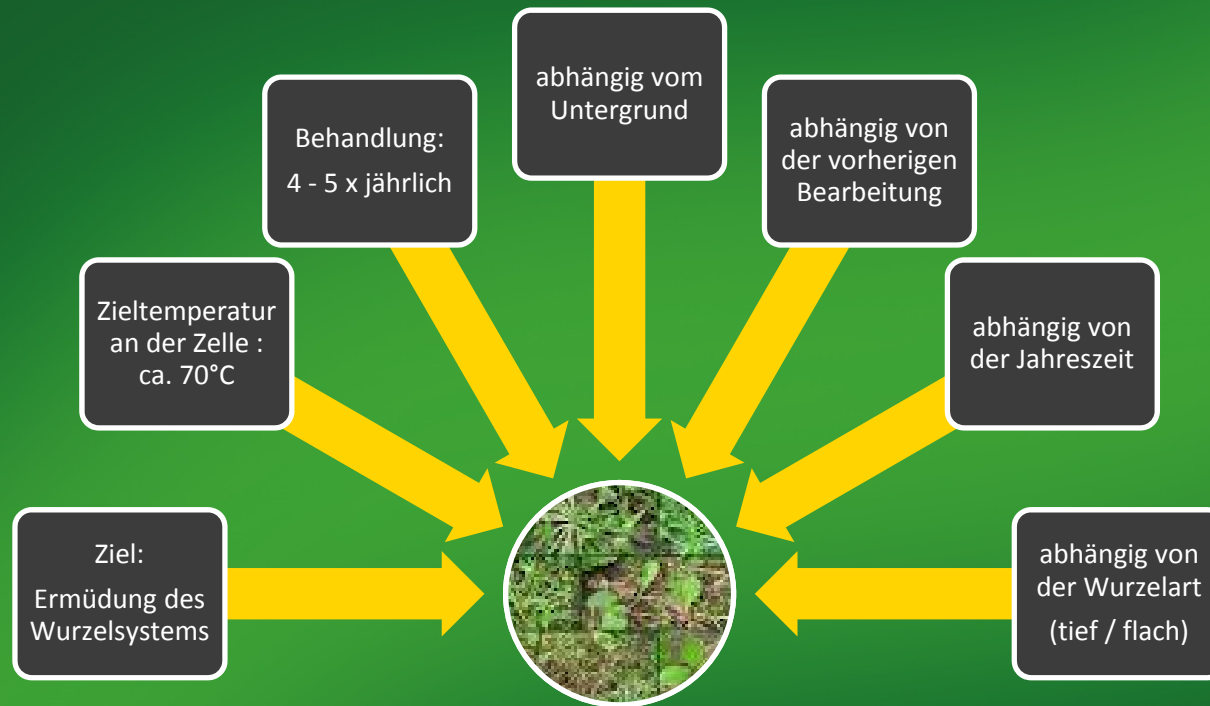 Ziel:
Ermüdung des
Wurzelsystems
Zieltemperatur
an der Zelle :
ca. 70°C
Behandlung:
4 - 5 x jährlich
abhängig vom
Untergrund
abhängig von
der vorherigen
Bearbeitung
abhängig von
der Jahreszeit
abhängig von
der Wurzelart
(tief / flach)